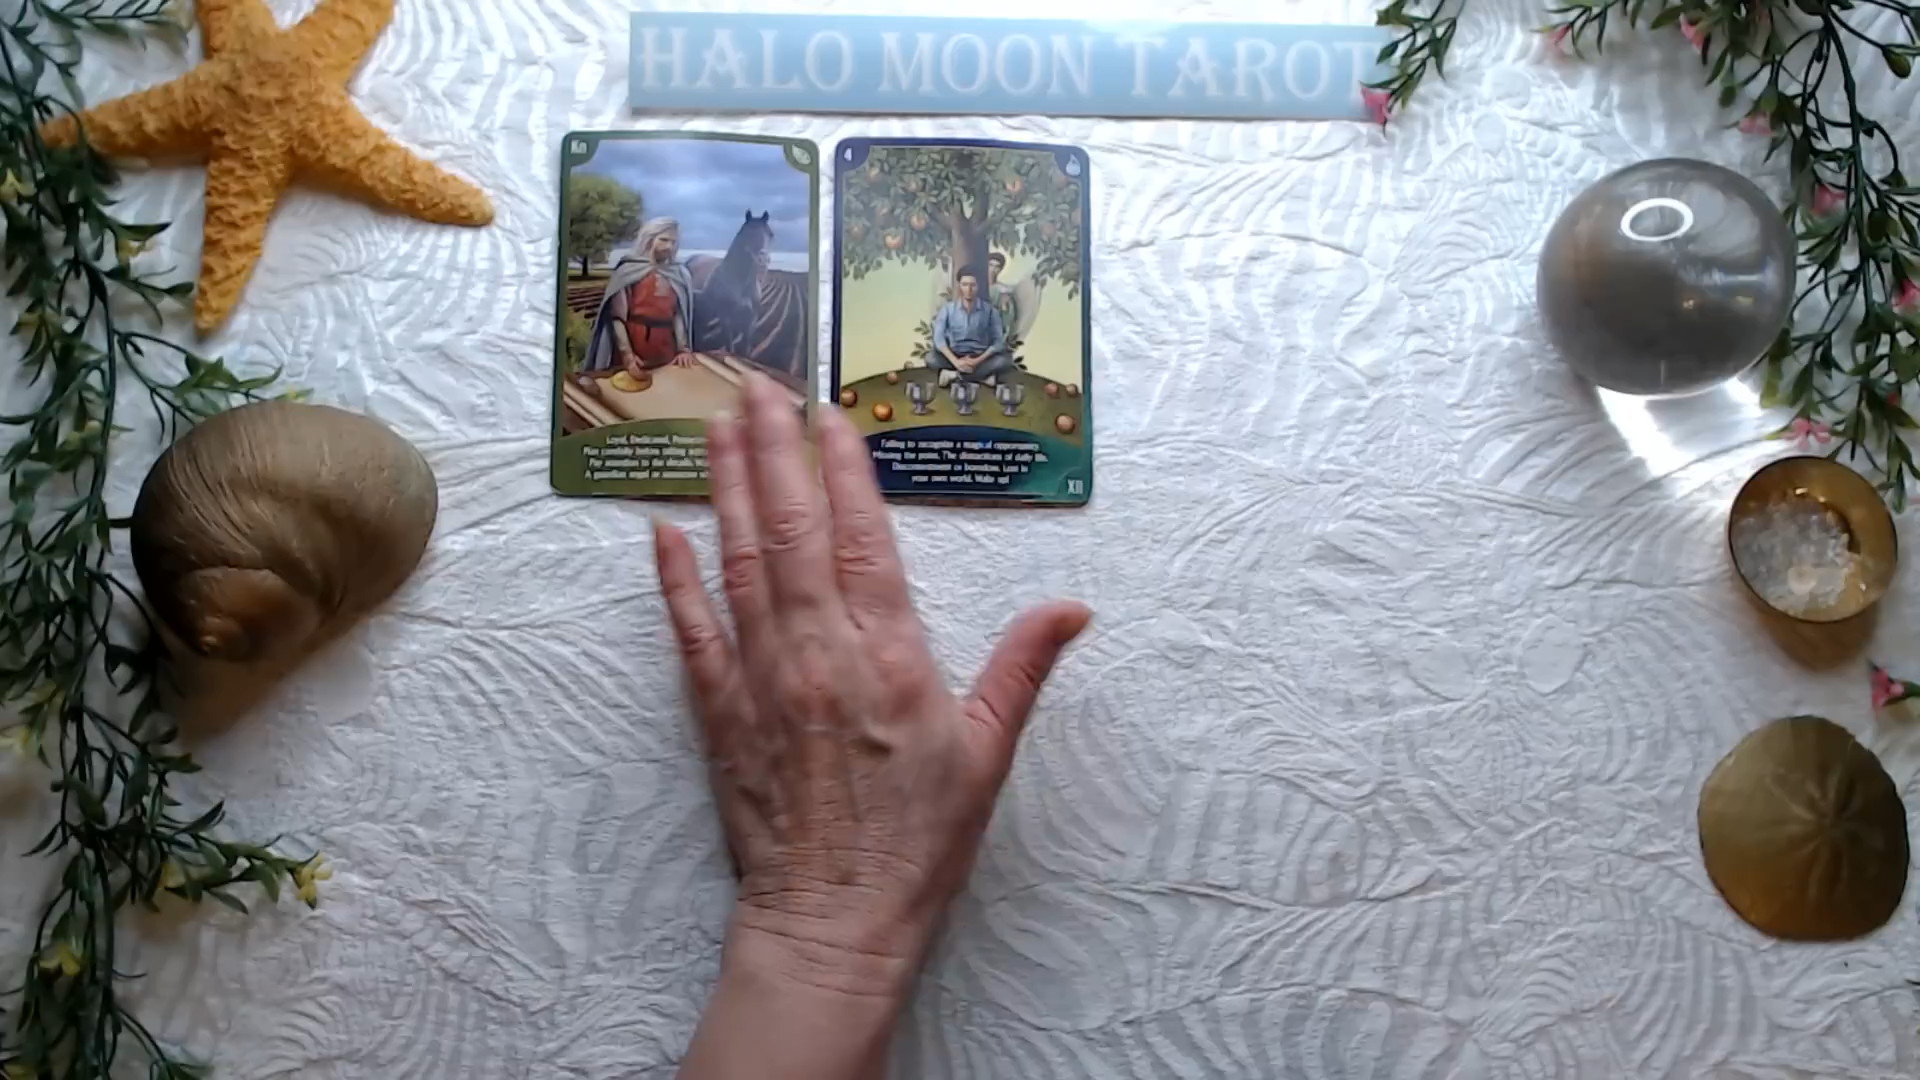 HALO MOON TAROT
Kn
Loyal, Dedicated,
Plan carefully before taking
Pay attention to the details.
A guardian angel or someone
4
Failing to recognize a magical opportunity.
Missing the point. The distractions of daily life.
Discontentment or boredom. Lost in
your own world. Wake up!
XII